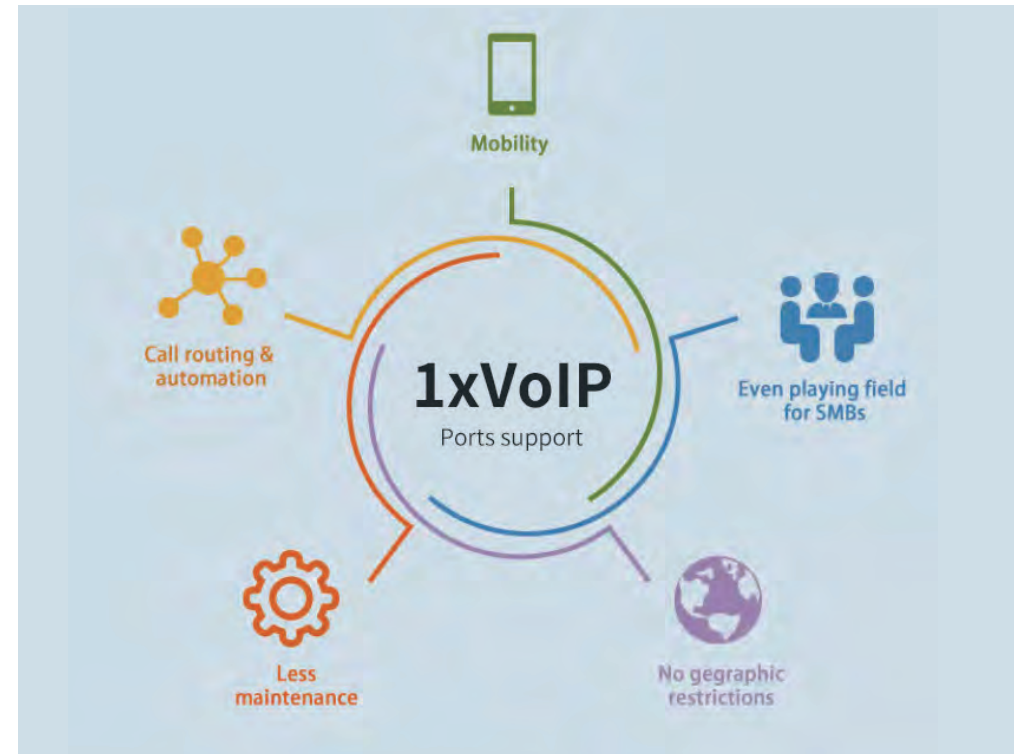 Mobility
Call routing &
automation
Even playing field
for SMBs
1xVoIP
Ports support
Less
maintenance
No gegraphic
restrictions